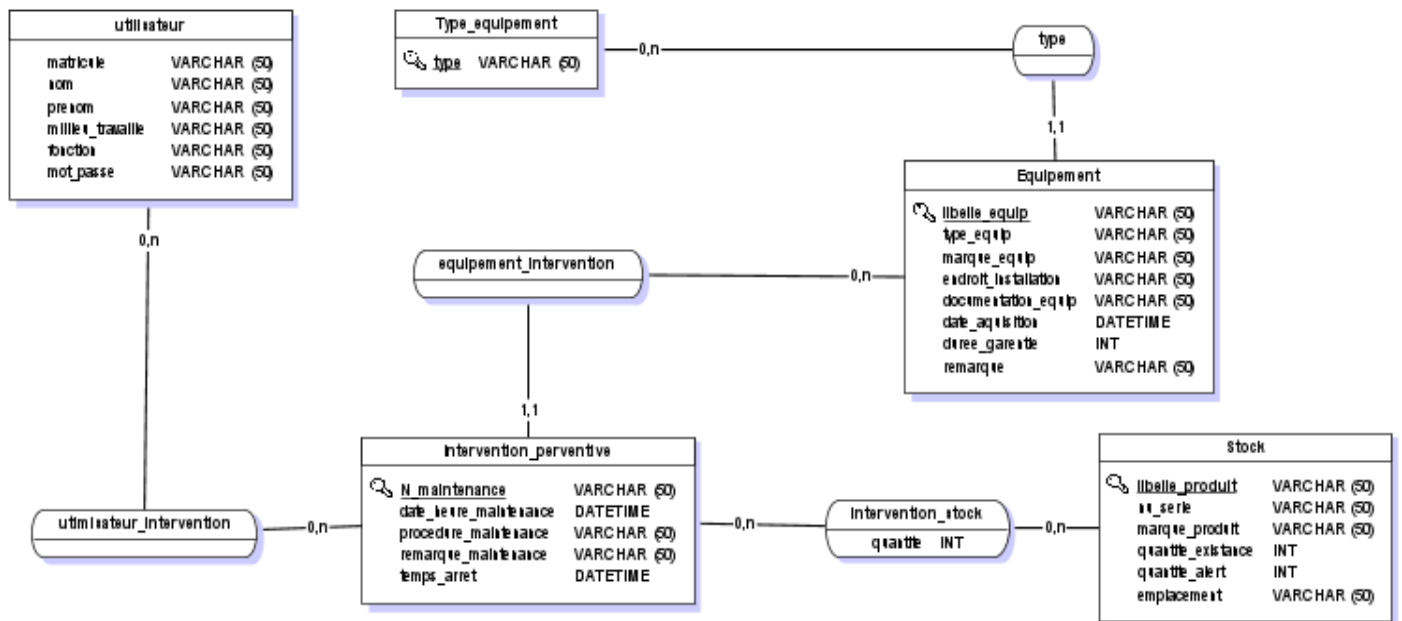 utilisateur
matricule VARCHAR (50)
nom VARCHAR (50)
prenom VARCHAR (50)
millieu_travaille VARCHAR (50)
fonction VARCHAR (50)
mot_passe VARCHAR (50)
0,n
Type_equipement
type VARCHAR (50)
0,n
type
1,1
Equipement
libelle_equip VARCHAR (50)
type_equip VARCHAR (50)
marque_equip VARCHAR (50)
endroit_installation VARCHAR (50)
documentation_equip VARCHAR (50)
date_aquisition DATETIME
duree_garentie INT
remarque VARCHAR (50)
equipement_intervention
0,n
1,1
Intervention_perventive
N_maintenance VARCHAR (50)
date_heure_maintenance DATETIME
procedure_maintenance VARCHAR (50)
remarque_maintenance VARCHAR (50)
temps_arret DATETIME
utimisateur_intervention
0,n
0,n
intervention_stock
quantite INT
0,n
Stock
libelle_produit VARCHAR (50)
nu_serie VARCHAR (50)
marque_produit VARCHAR (50)
quantite_existance INT
quantite_alert INT
emplacement VARCHAR (50)